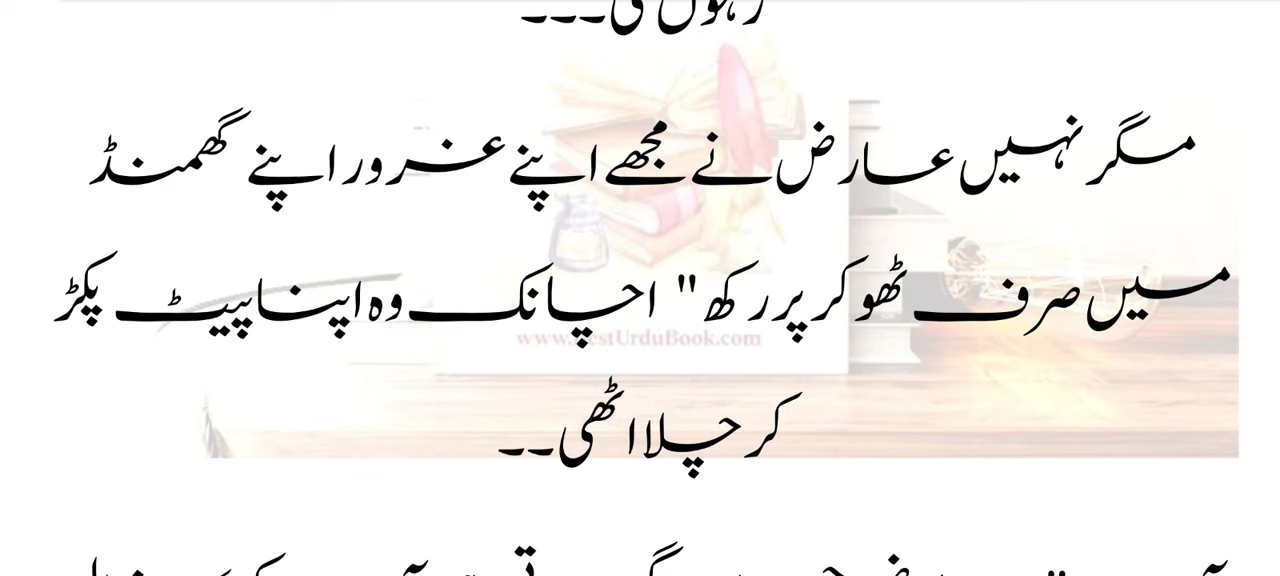 رہوں گی۔۔۔
مگر نہیں عارض نے مجھے اپنے غرور اپنے گھمنڈ
میں صرف ٹھوکر پر رکھ" اچانک وہ اپنا پیٹ پکڑ
www.BestUrduBook.com
کر چلا اٹھی۔۔